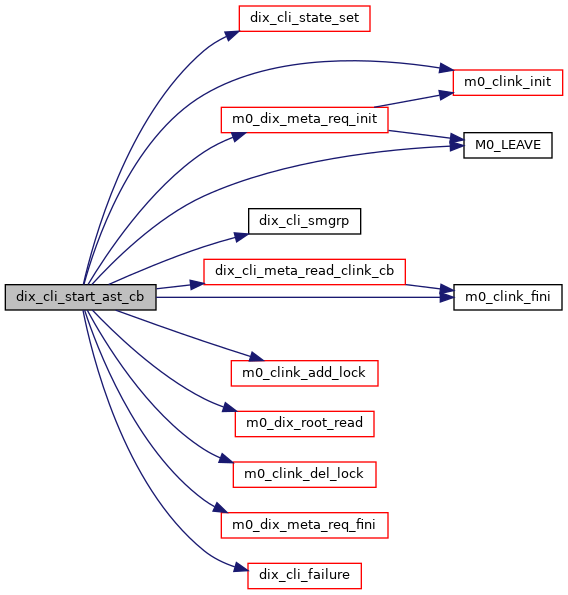 dix_cli_state_set
m0_clink_init
m0_dix_meta_req_init
M0_LEAVE
dix_cli_smgrp
dix_cli_meta_read_clink_cb
dix_cli_start_ast_cb
m0_clink_fini
m0_clink_add_lock
m0_dix_root_read
m0_clink_del_lock
m0_dix_meta_req_fini
dix_cli_failure